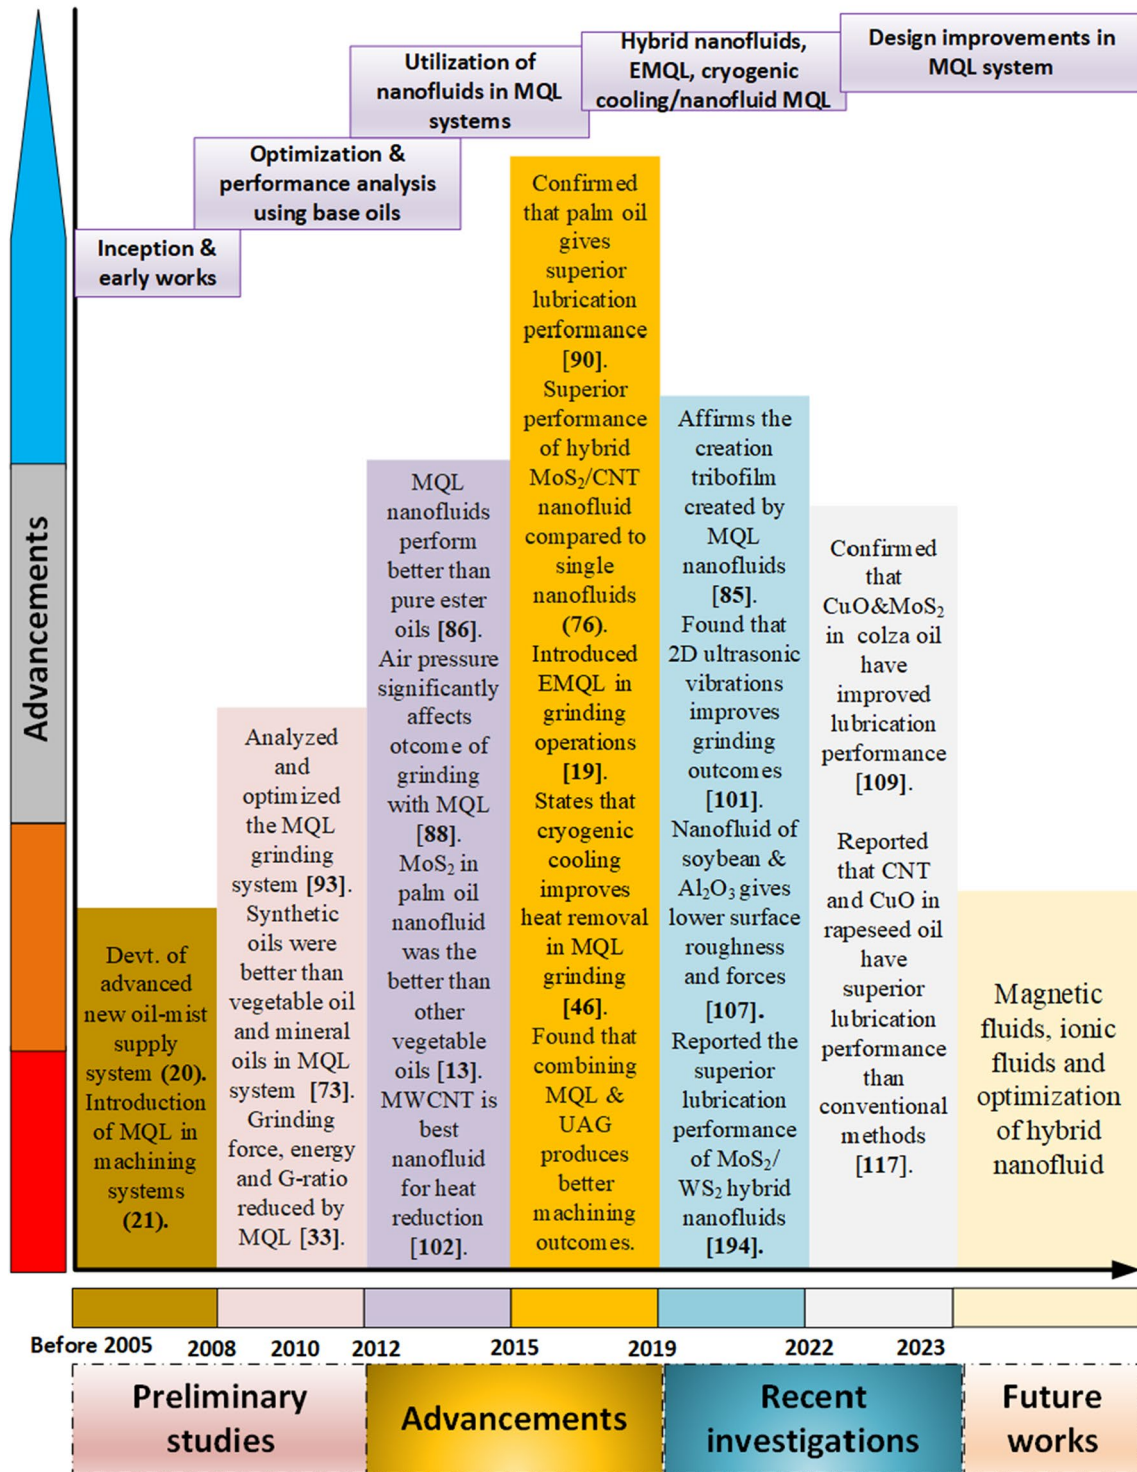 Inception &
early works
Optimization &
performance analysis
using base oils
Utilization of
nanofluids in MQL
systems
Hybrid nanofluids,
EMQL, cryogenic
cooling/nanofluid MQL
Design improvements in
MQL system
Advancements
Devt. of
advanced
new oil-mist
supply
system (20).
Introduction
of MQL in
machining
systems
(21).
Analyzed
and
optimized
the MQL
grinding
system [93].
Synthetic
oils were
better than
vegetable oil
and mineral
oils in MQL
system [73].
Grinding
force, energy
and G-ratio
reduced by
MQL [33].
MQL
nanofluids
perform
better than
pure ester
oils [86].
Air pressure
significantly
affects
otcome of
grinding
with MQL
[88].
MoS₂ in
palm oil
nanofluid
was the
better than
other
vegetable
oils [13].
MWCNT is
best
nanofluid
for heat
reduction
[102].
Confirmed
that palm oil
gives
superior
lubrication
performance
[90].
Superior
performance
of hybrid
MoS₂/CNT
nanofluid
compared to
single
nanofluids
(76).
Introduced
EMQL in
grinding
operations
[19].
States that
cryogenic
cooling
improves
heat removal
in MQL
grinding
[46].
Found that
combining
MQL &
UAG
produces
better
machining
outcomes.
Affirms the
creation
tribofilm
created by
MQL
nanofluids
[85].
Found that
2D ultrasonic
vibrations
improves
grinding
outcomes
[101].
Nanofluid of
soybean &
Al₂O₃ gives
lower surface
roughness
and forces
[107].
Reported the
superior
lubrication
performance
of MoS₂/
WS₂ hybrid
nanofluids
[194].
Confirmed
that
CuO&MoS₂
in colza oil
have
improved
lubrication
performance
[109].
Reported
that CNT
and CuO in
rapeseed oil
have
superior
lubrication
performance
than
conventional
methods
[117].
Magnetic
fluids, ionic
fluids and
optimization
of hybrid
nanofluid
Before 2005 2008 2010 2012 2015 2019 2022 2023
Preliminary
studies
Advancements
Recent
investigations
Future
works